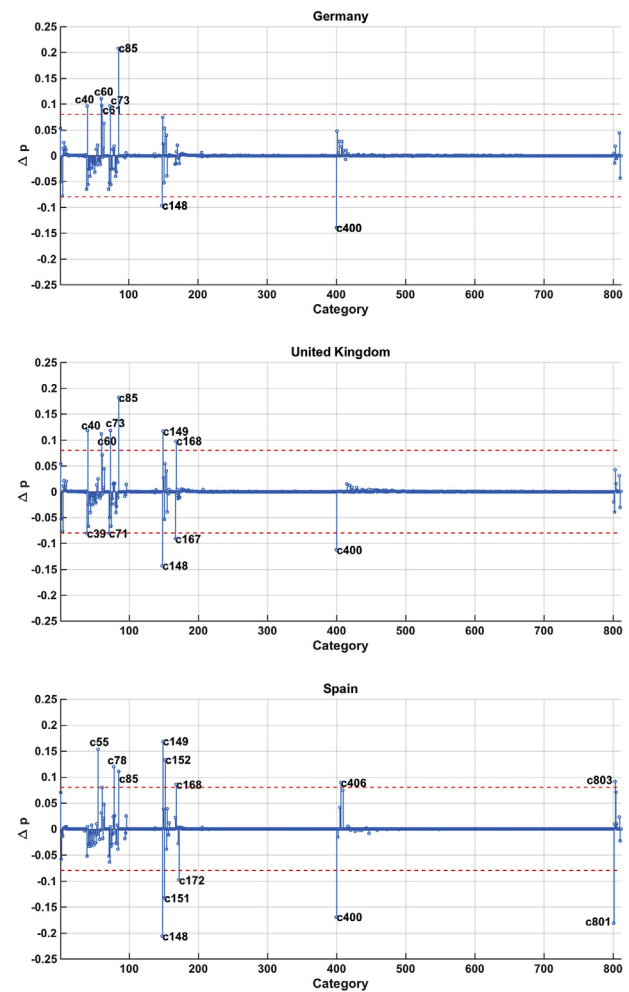 Germany
0.25
0.2
0.15
0.1
0.05
0
-0.05
-0.1
-0.15
-0.2
-0.25
Δ p
c85
c60
c40
c73
c61
c148
c400
100 200 300 400 500 600 700 800
Category
United Kingdom
0.25
0.2
0.15
0.1
0.05
0
-0.05
-0.1
-0.15
-0.2
-0.25
Δ p
c85
c40
c73
c149
c60
c168
c39
c71
c167
c400
c148
100 200 300 400 500 600 700 800
Category
Spain
0.25
0.2
0.15
0.1
0.05
0
-0.05
-0.1
-0.15
-0.2
-0.25
Δ p
c55
c149
c78
c152
c85
c168
c406
c803
c172
c151
c400
c801
c148
100 200 300 400 500 600 700 800
Category